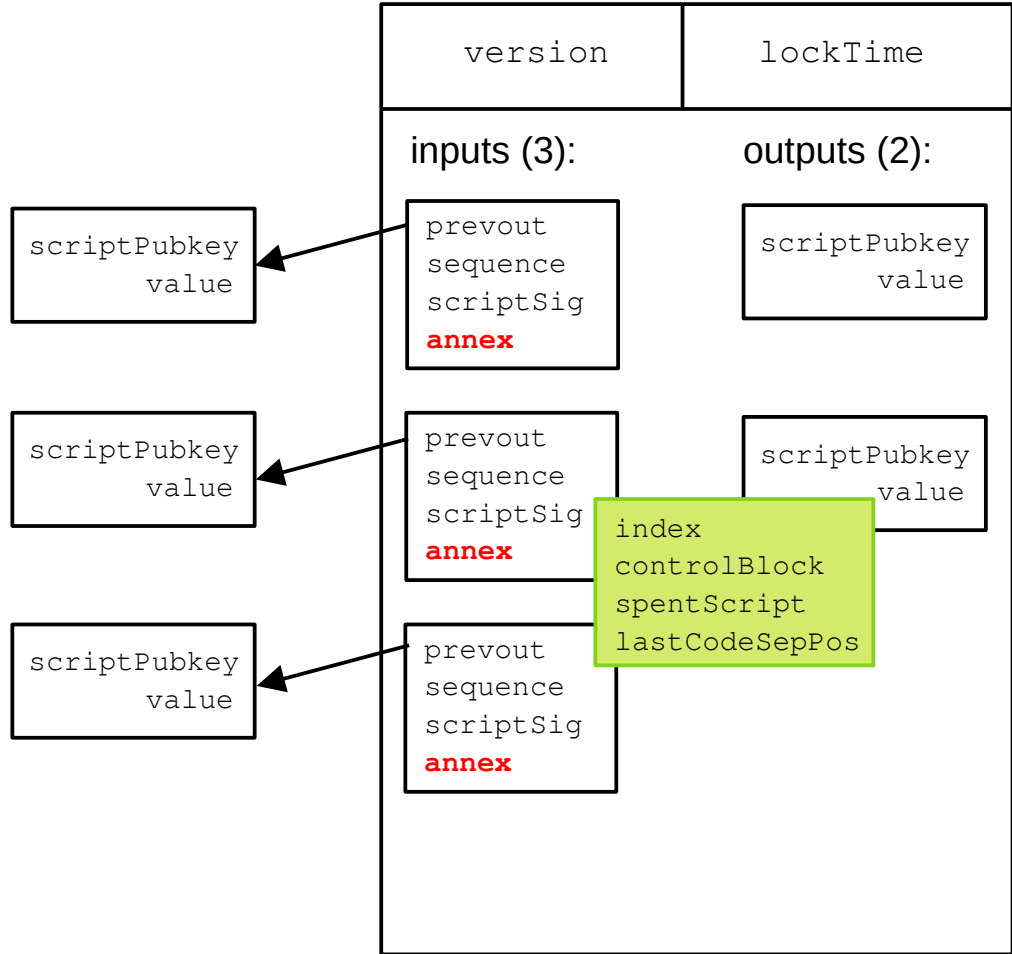 version
lockTime
inputs (3):
outputs (2):
scriptPubkey
value
prevout
sequence
scriptSig
annex
scriptPubkey
value
scriptPubkey
value
prevout
sequence
scriptSig
annex
scriptPubkey
value
index
controlBlock
spentScript
lastCodeSepPos
scriptPubkey
value
prevout
sequence
scriptSig
annex